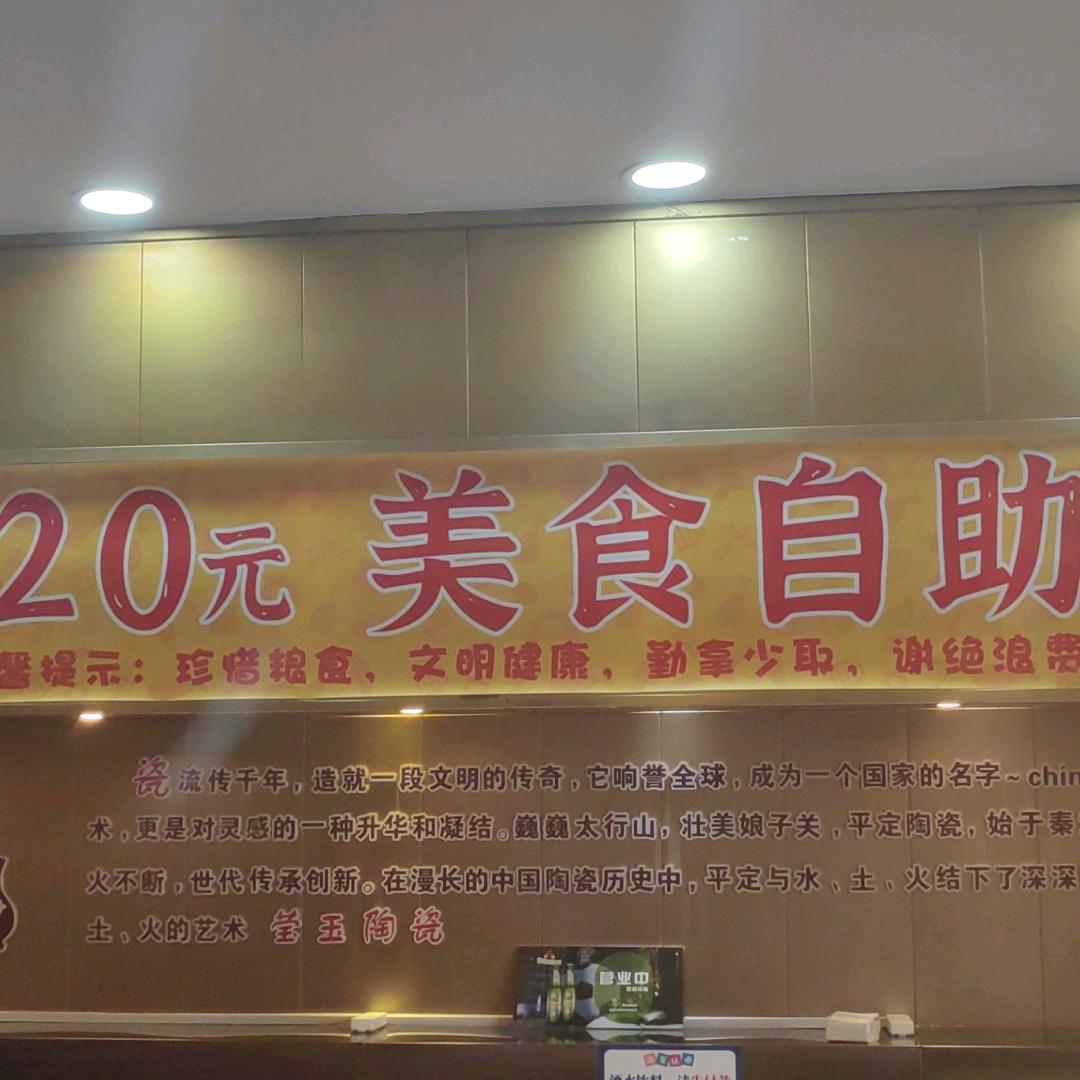 20元 美食自助
馨提示：珍惜粮食，文明健康，勤拿少取，谢绝浪费
瓷流传千年，造就一段文明的传奇，它响誉全球，成为一个国家的名字~chin
术，更是对灵感的一种升华和凝结。巍巍太行山，壮美娘子关，平定陶瓷，始于秦
火不断，世代传承创新。在漫长的中国陶瓷历史中，平定与水、土、火结下了深深
土、火的艺术 莹玉陶瓷
营业中